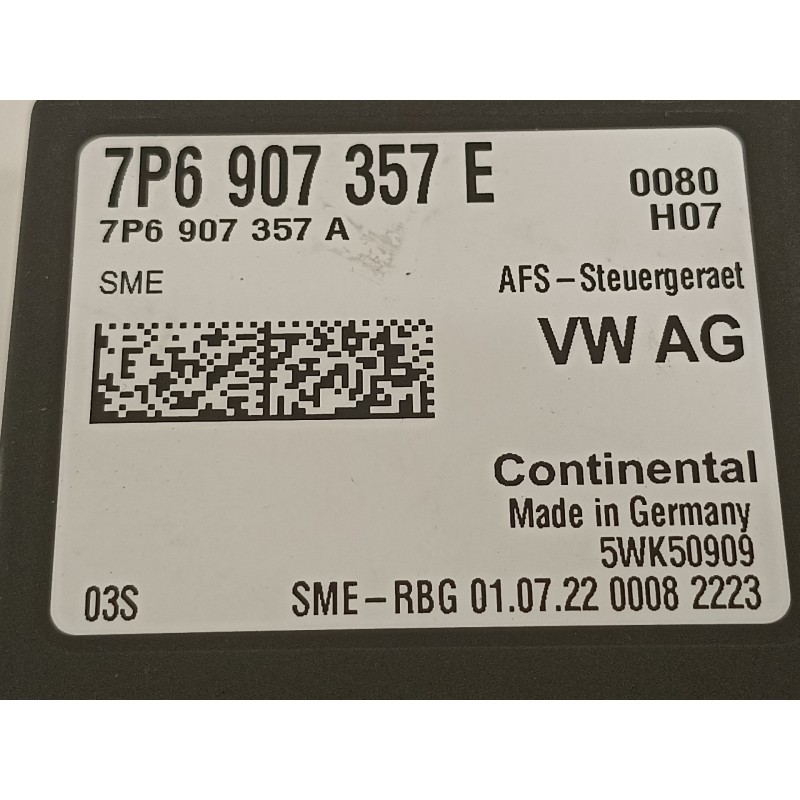 7P6 907 357 E
7P6 907 357 A
0080
H07
SME
AFS-Steuergeraet
VW AG
Continental
Made in Germany
5WK50909
03S
SME-RBG 01.07.22 0008 2223